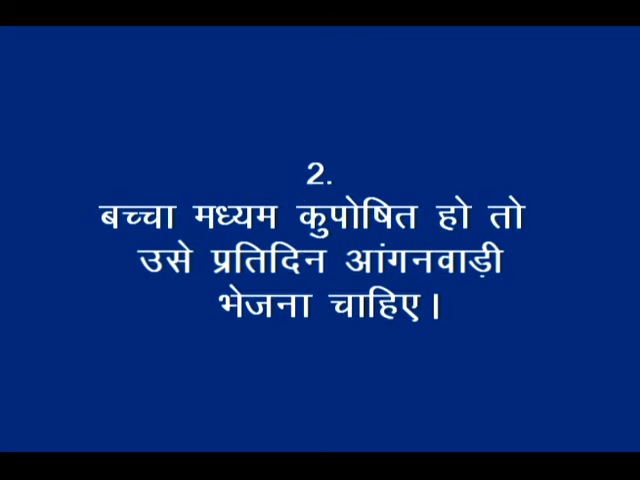 2.
बच्चा मध्यम कुपोषित हो तो
उसे प्रतिदिन आंगनवाड़ी
भेजना चाहिए।